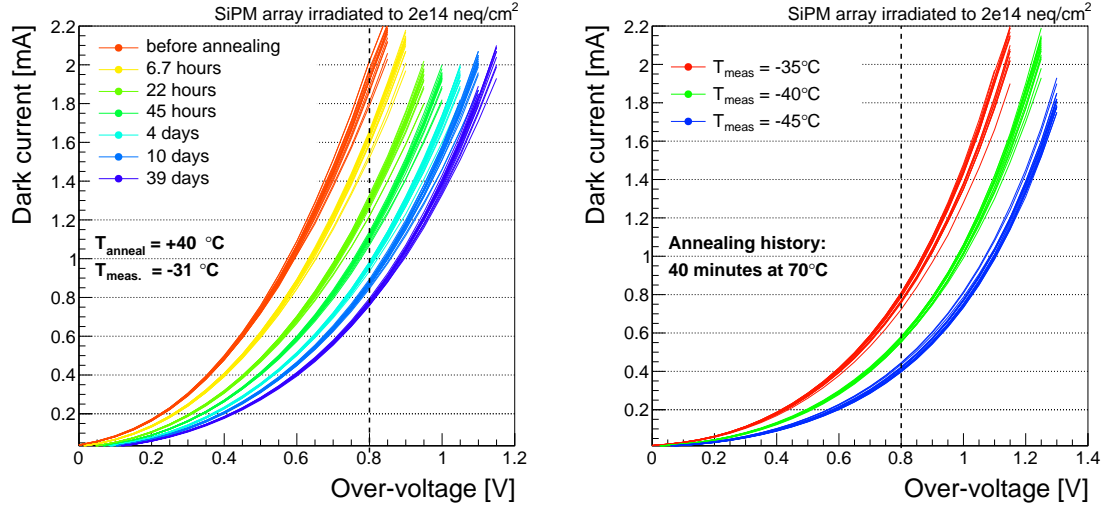 SiPM array irradiated to 2e14 neq/cm²
Dark current [mA]
2.2
2
1.8
1.6
1.4
1.2
1
0.8
0.6
0.4
0.2
before annealing
6.7 hours
22 hours
45 hours
4 days
10 days
39 days
T_anneal = +40 °C
T_meas. = -31 °C
0 0.2 0.4 0.6 0.8 1 1.2
Over-voltage [V]
SiPM array irradiated to 2e14 neq/cm²
Dark current [mA]
2.2
2
1.8
1.6
1.4
1.2
1
0.8
0.6
0.4
0.2
T_meas = -35°C
T_meas = -40°C
T_meas = -45°C
Annealing history:
40 minutes at 70°C
0 0.2 0.4 0.6 0.8 1 1.2 1.4
Over-voltage [V]